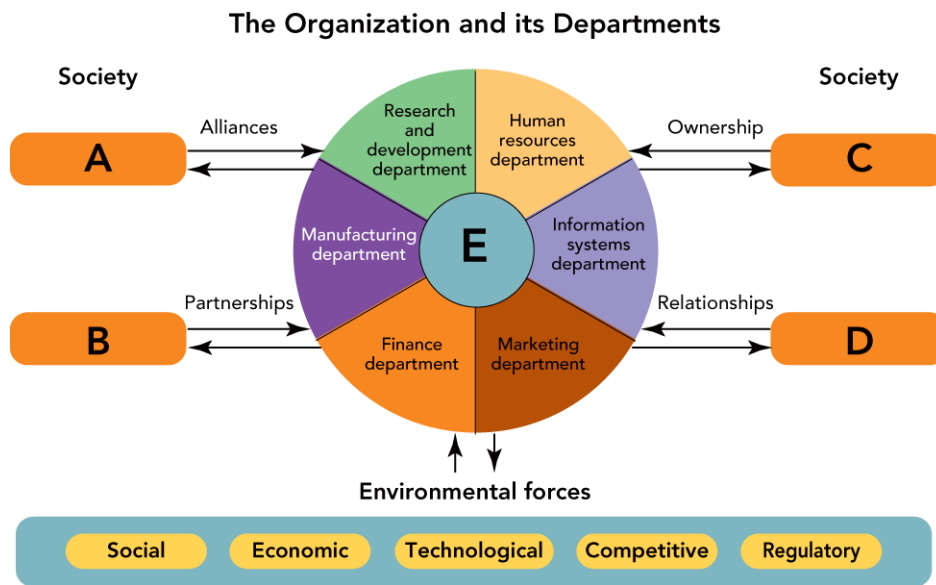 The Organization and its Departments
Society
Society
A
Alliances
Research
and
development
department
Human
resources
department
Ownership
C
Manufacturing
department
E
Information
systems
department
B
Partnerships
Finance
department
Marketing
department
Relationships
D
Environmental forces
Social
Economic
Technological
Competitive
Regulatory